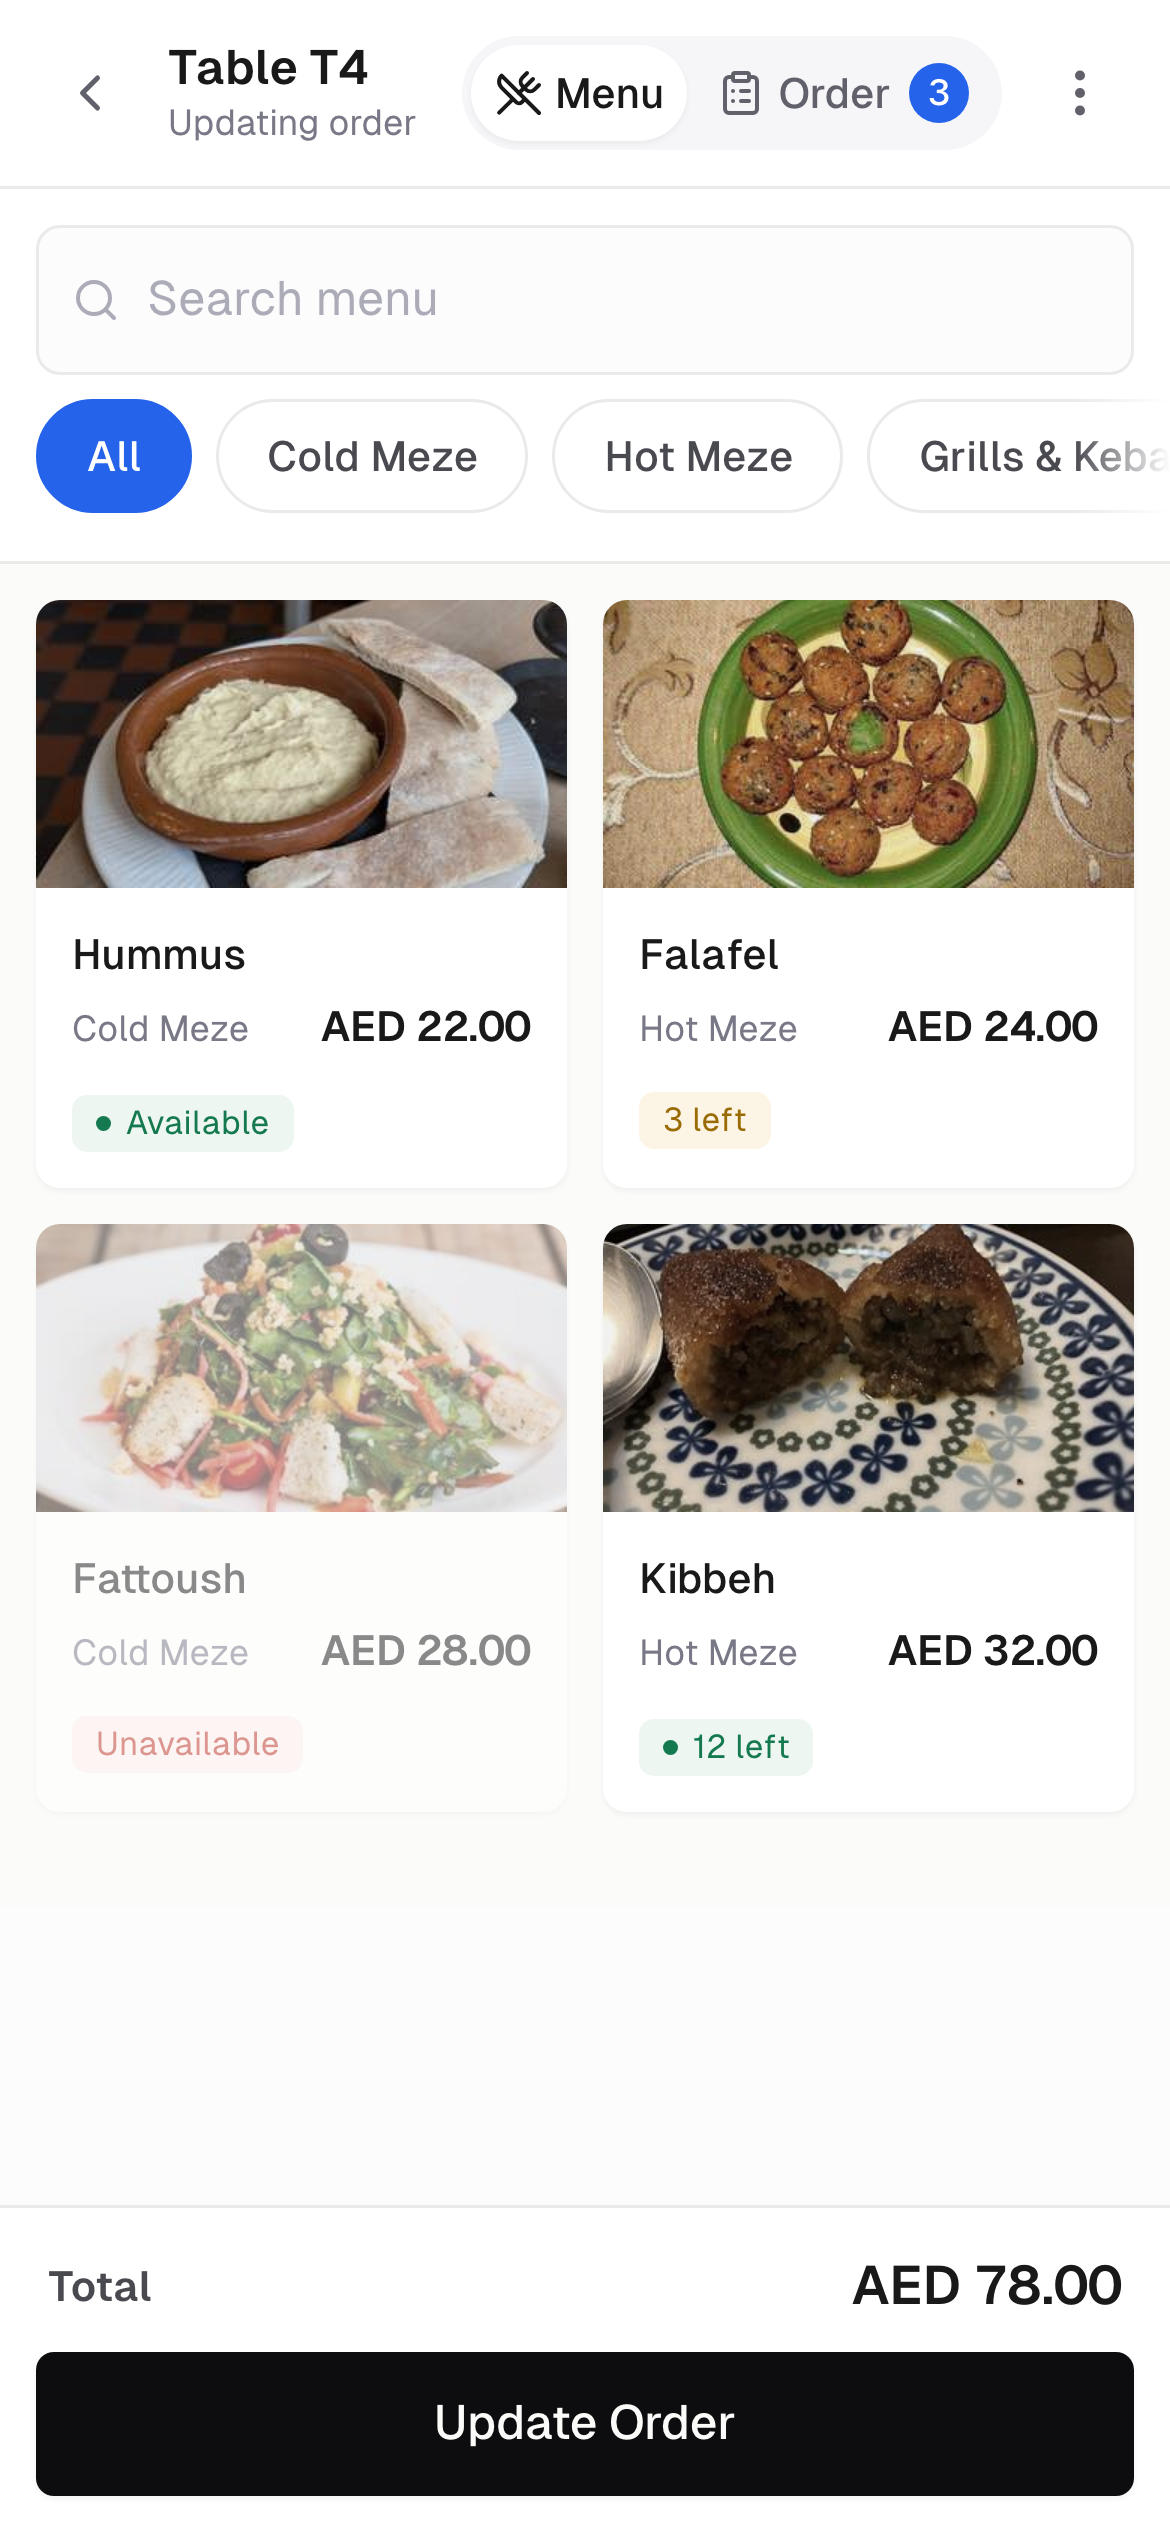 Table T4
Updating order
Menu
Order 3
Search menu
All
Cold Meze
Hot Meze
Grills & Keba
Hummus
Cold Meze AED 22.00
Available
Falafel
Hot Meze AED 24.00
3 left
Fattoush
Cold Meze AED 28.00
Unavailable
Kibbeh
Hot Meze AED 32.00
12 left
Total AED 78.00
Update Order